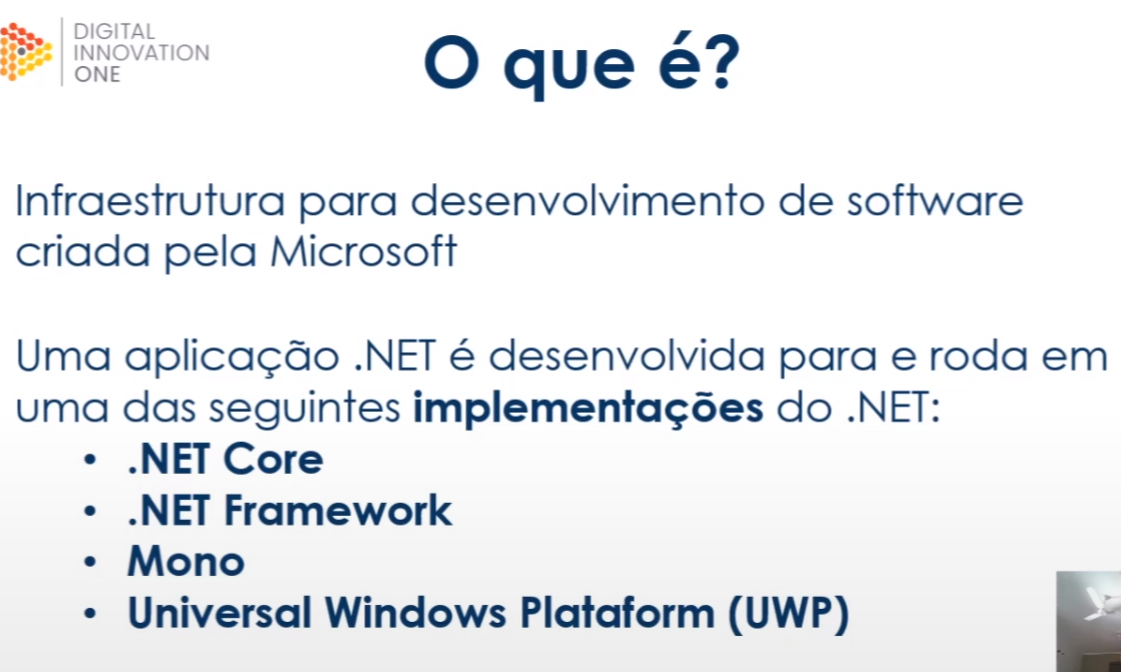 DIGITAL
INNOVATION
ONE
O que é?
Infraestrutura para desenvolvimento de software
criada pela Microsoft
Uma aplicação .NET é desenvolvida para e roda em
uma das seguintes implementações do .NET:
• .NET Core
• .NET Framework
• Mono
• Universal Windows Plataform (UWP)